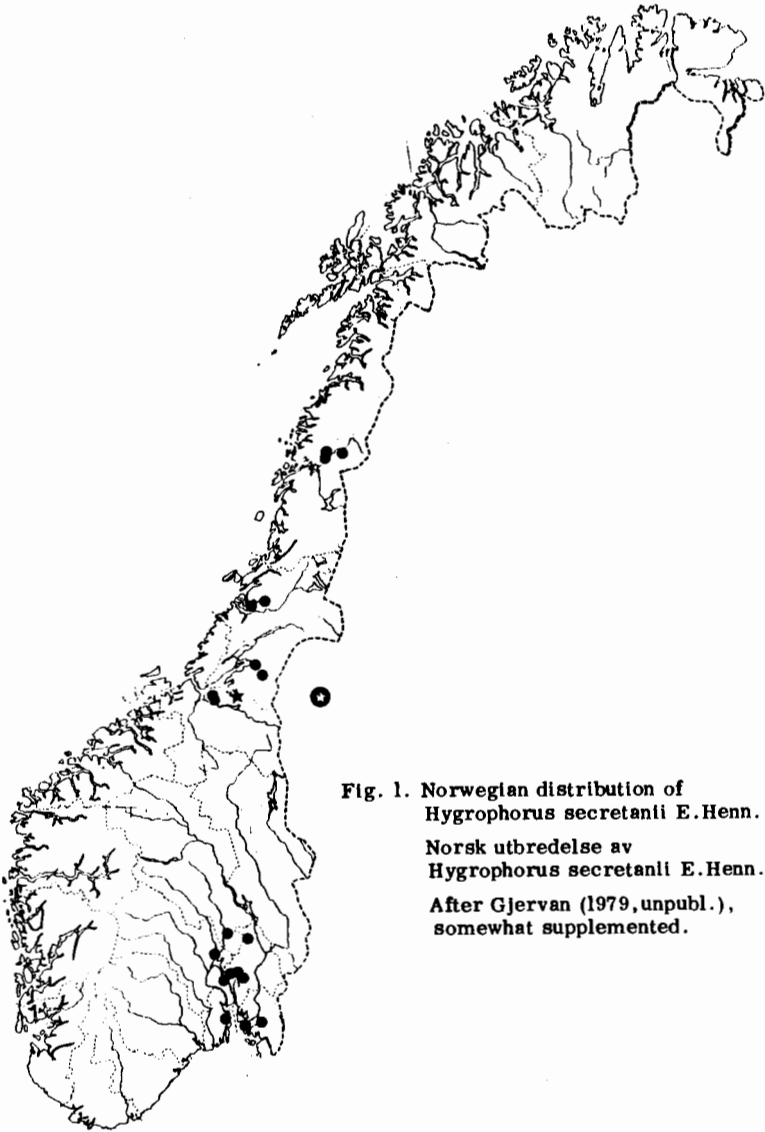 Fig. 1. Norwegian distribution of
Hygrophorus secretanii E.Henn.
Norsk utbredelse av
Hygrophorus secretanii E.Henn.
After Gjervan (1979,unpubl.),
somewhat supplemented.